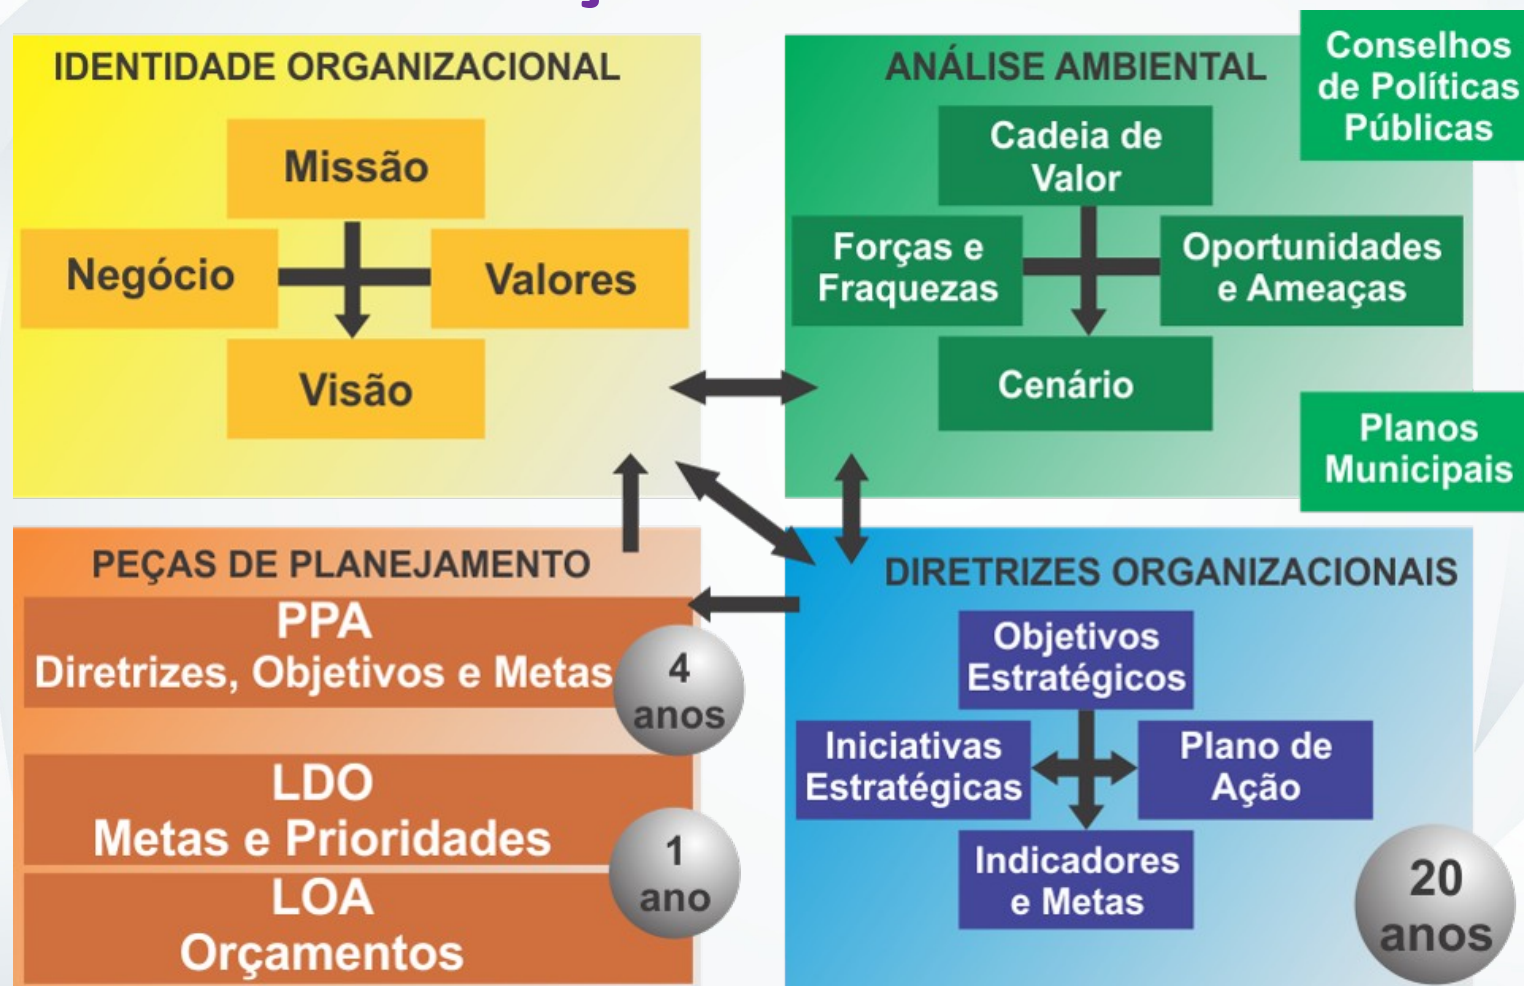 IDENTIDADE ORGANIZACIONAL
Missão
Negócio
Valores
Visão
ANÁLISE AMBIENTAL
Cadeia de
Valor
Forças e
Fraquezas
Oportunidades
e Ameaças
Cenário
Conselhos
de Políticas
Públicas
Planos
Municipais
PEÇAS DE PLANEJAMENTO
PPA
Diretrizes, Objetivos e Metas
4
anos
LDO
Metas e Prioridades
1
ano
LOA
Orçamentos
DIRETRIZES ORGANIZACIONAIS
Objetivos
Estratégicos
Iniciativas
Estratégicas
Plano de
Ação
Indicadores
e Metas
20
anos